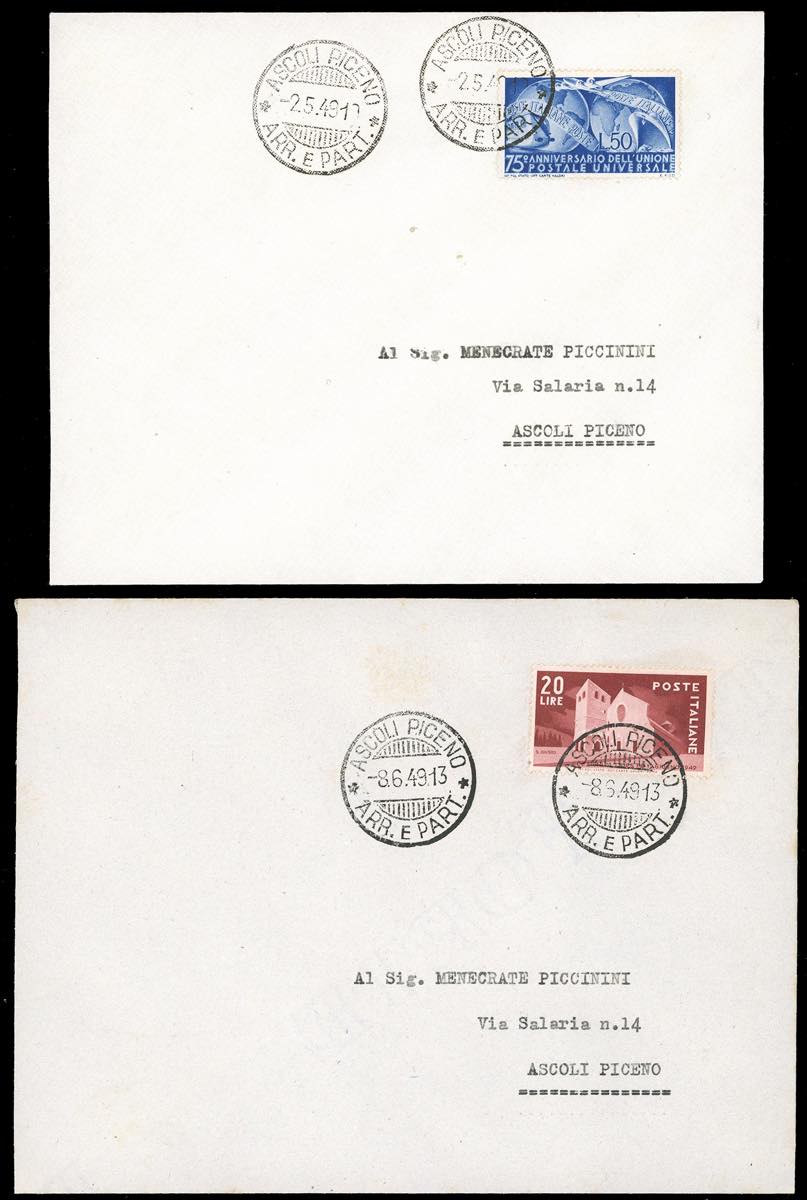 ASCOLI PICENO
-2.5.49.1
ARR. E PART.
ASCOLI PICENO
-2.5.49
ARR. E PART.
L.50
75º ANNIVERSARIO DELL'UNIONE
POSTALE UNIVERSALE
Al Sig. MENECRATE PICCININI
Via Salaria n.14
ASCOLI PICENO
20
LIRE
POSTE
ITALIANE
ASCOLI PICENO
-8.6.49.13
ARR. E PART.
ASCOLI PICENO
-8.6.49.13
ARR. E PART.
Al Sig. MENECRATE PICCININI
Via Salaria n.14
ASCOLI PICENO